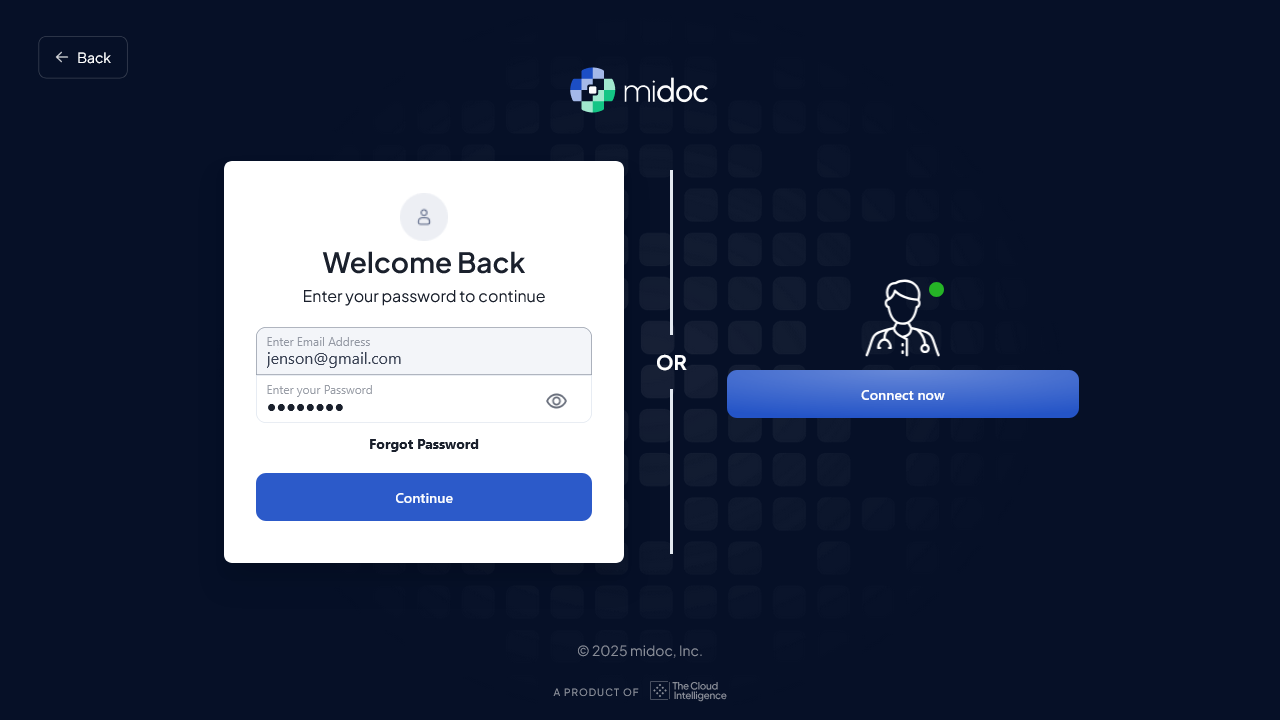 Back
midoc
Welcome Back
Enter your password to continue
Enter Email Address
jenson@gmail.com
Enter your Password
••••••••
Forgot Password
Continue
OR
Connect now
© 2025 midoc, Inc.
A PRODUCT OF
The Cloud
Intelligence